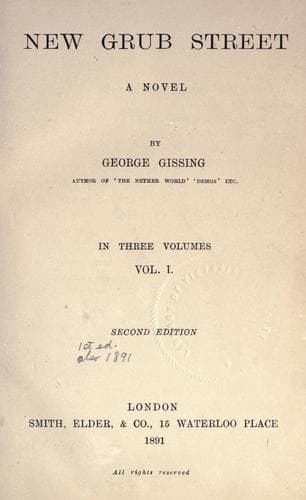 NEW GRUB STREET
A NOVEL
BY
GEORGE GISSING
AUTHOR OF 'THE NETHER WORLD' 'DEMOS' ETC.
IN THREE VOLUMES
VOL. I.
SECOND EDITION
1st ed.
also 1891
LONDON
SMITH, ELDER, & CO., 15 WATERLOO PLACE
1891
All rights reserved